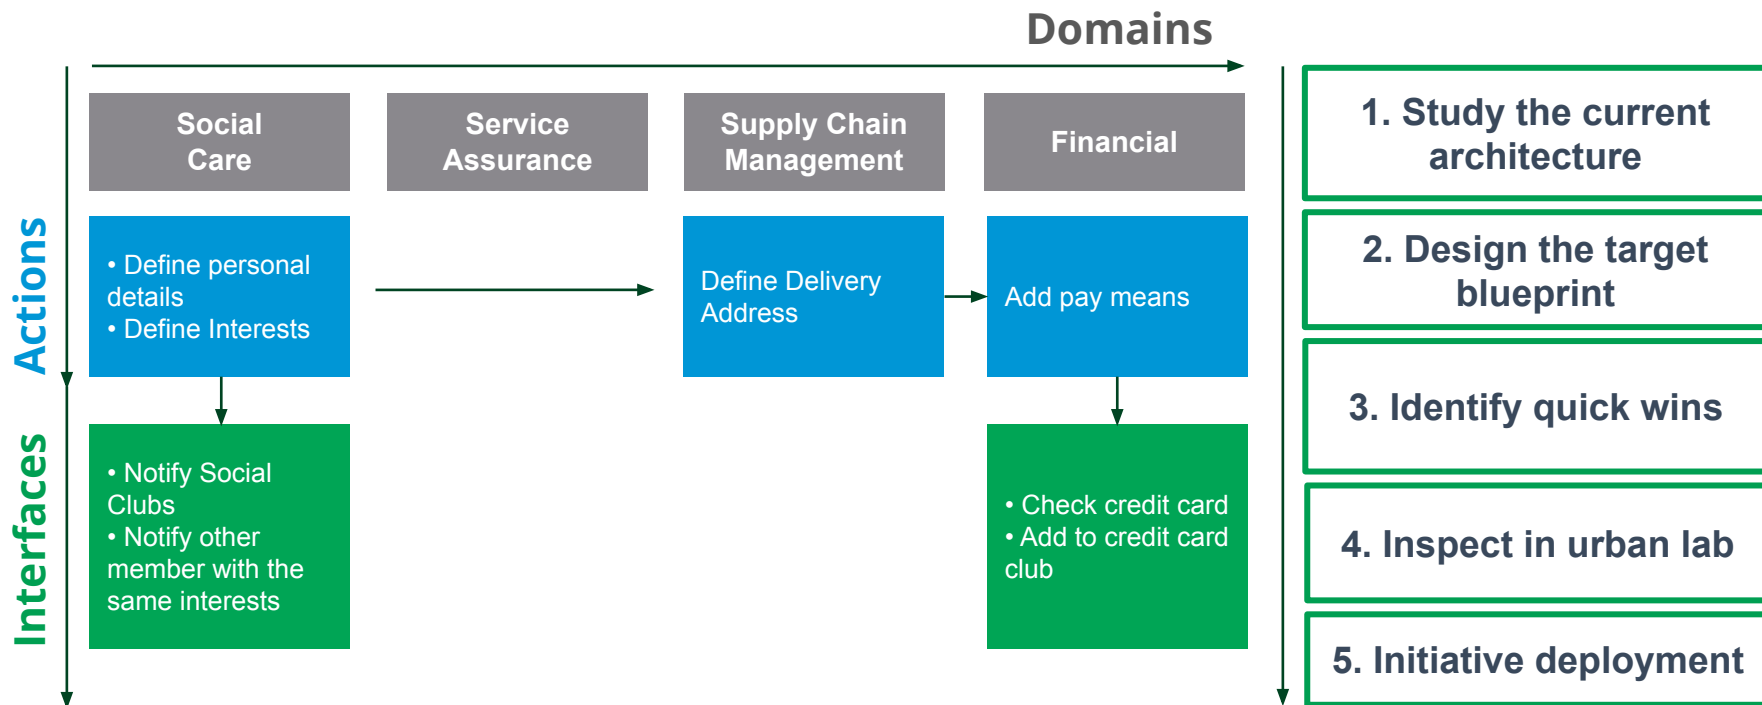 Domains
Social
Care
Service
Assurance
Supply Chain
Management
Financial
Actions
• Define personal
details
• Define Interests
Define Delivery
Address
Add pay means
Interfaces
• Notify Social
Clubs
• Notify other
member with the
same interests
• Check credit card
• Add to credit card
club
1. Study the current
architecture
2. Design the target
blueprint
3. Identify quick wins
4. Inspect in urban lab
5. Initiative deployment